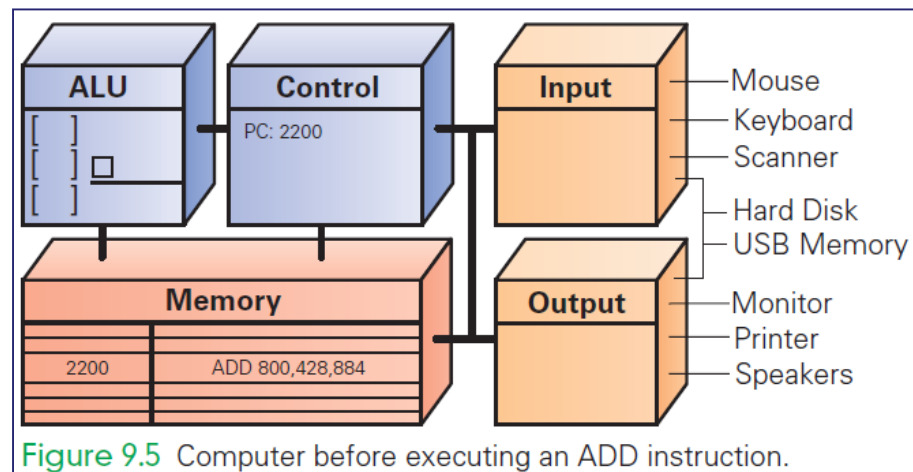 ALU
Control
Input
Mouse
[ ]
PC: 2200
Keyboard
[ ]
Scanner
[ ]
Hard Disk
USB Memory
Memory
Output
Monitor
Printer
2200 ADD 800,428,884
Speakers
Figure 9.5 Computer before executing an ADD instruction.